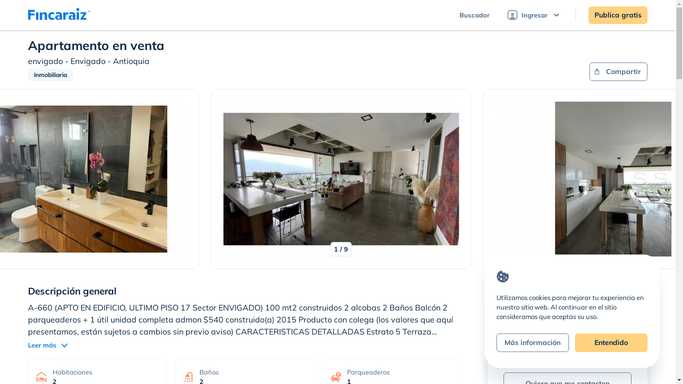 Fincaraiz
Buscador
Ingresar
Publica gratis
Apartamento en venta
envigado - Envigado - Antioquia
Inmobiliaria
Compartir
1 / 9
Descripción general
A-660 (APTO EN EDIFICIO, ULTIMO PISO 17 Sector ENVIGADO) 100 mt2 construidos 2 alcobas 2 Baños Balcón 2
parqueaderos + 1 útil unidad completa admon $540 construido(a) 2015 Producto con colega (los valores que aquí
presentamos, están sujetos a cambios sin previo aviso) CARACTERISTICAS DETALLADAS Estrato 5 Terraza...
Leer más
Habitaciones
2
Baños
2
Parqueaderos
1
Utilizamos cookies para mejorar tu experiencia en
nuestro sitio web. Al continuar en el sitio
consideramos que aceptas su uso.
Más información
Entendido
Quiero que me contacten